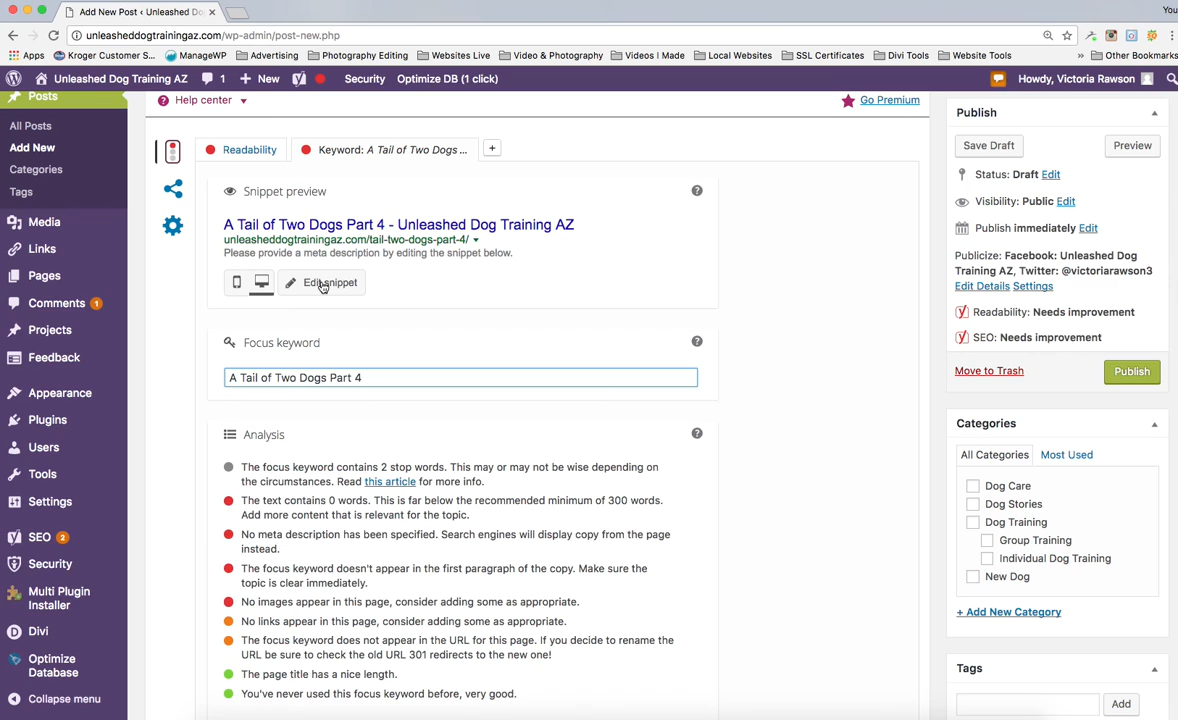 Add New Post ‹ Unleashed Do
You
unleasheddogtrainingaz.com/wp-admin/post-new.php
Apps
Kroger Customer S...
ManageWP
Advertising
Photography Editing
Websites Live
Video & Photography
Videos I Made
Local Websites
SSL Certificates
Divi Tools
Website Tools
»
Other Bookmarks
Unleashed Dog Training AZ
1
+ New
Security
Optimize DB (1 click)
Howdy, Victoria Rawson
Posts
All Posts
Add New
Categories
Tags
Media
Links
Pages
Comments 1
Projects
Feedback
Appearance
Plugins
Users
Tools
Settings
SEO 2
Security
Multi Plugin
Installer
Divi
Optimize
Database
Collapse menu
Help center
Go Premium
Readability
Keyword: A Tail of Two Dogs ...
+
Snippet preview
A Tail of Two Dogs Part 4 - Unleashed Dog Training AZ
unleasheddogtrainingaz.com/tail-two-dogs-part-4/
Please provide a meta description by editing the snippet below.
Edit snippet
Focus keyword
A Tail of Two Dogs Part 4
Analysis
The focus keyword contains 2 stop words. This may or may not be wise depending on
the circumstances. Read this article for more info.
The text contains 0 words. This is far below the recommended minimum of 300 words.
Add more content that is relevant for the topic.
No meta description has been specified. Search engines will display copy from the page
instead.
The focus keyword doesn't appear in the first paragraph of the copy. Make sure the
topic is clear immediately.
No images appear in this page, consider adding some as appropriate.
No links appear in this page, consider adding some as appropriate.
The focus keyword does not appear in the URL for this page. If you decide to rename the
URL be sure to check the old URL 301 redirects to the new one!
The page title has a nice length.
You've never used this focus keyword before, very good.
Publish
Save Draft
Preview
Status: Draft Edit
Visibility: Public Edit
Publish immediately Edit
Publicize: Facebook: Unleashed Dog
Training AZ, Twitter: @victoriarawson3
Edit Details Settings
Readability: Needs improvement
SEO: Needs improvement
Move to Trash
Publish
Categories
All Categories
Most Used
Dog Care
Dog Stories
Dog Training
Group Training
Individual Dog Training
New Dog
+ Add New Category
Tags
Add